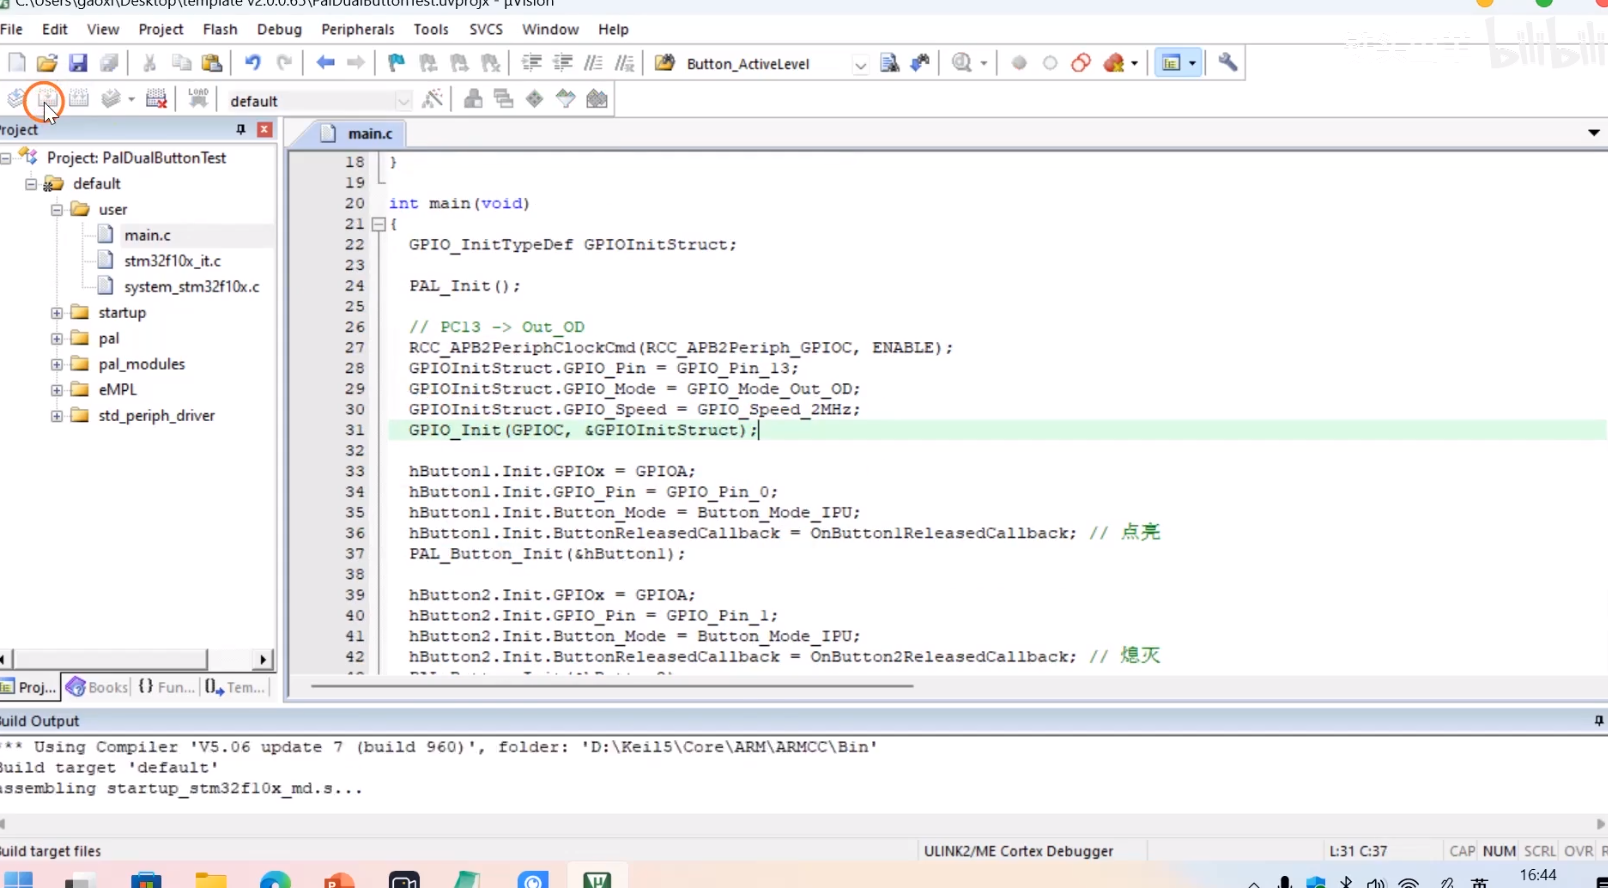 C:\Users\gaoxi\Desktop\template v2.0.0.65\PalDualButtonTest.uvprojx - µVision
File Edit View Project Flash Debug Peripherals Tools SVCS Window Help
Button_ActiveLevel
bilibili
LOAD
default
Project
main.c
Project: PalDualButtonTest
default
user
main.c
stm32f10x_it.c
system_stm32f10x.c
startup
pal
pal_modules
eMPL
std_periph_driver
18 }
19
20 int main(void)
21 {
22 GPIO_InitTypeDef GPIOInitStruct;
23
24 PAL_Init();
25
26 // PC13 -> Out_OD
27 RCC_APB2PeriphClockCmd(RCC_APB2Periph_GPIOC, ENABLE);
28 GPIOInitStruct.GPIO_Pin = GPIO_Pin_13;
29 GPIOInitStruct.GPIO_Mode = GPIO_Mode_Out_OD;
30 GPIOInitStruct.GPIO_Speed = GPIO_Speed_2MHz;
31 GPIO_Init(GPIOC, &GPIOInitStruct);
32
33 hButton1.Init.GPIOx = GPIOA;
34 hButton1.Init.GPIO_Pin = GPIO_Pin_0;
35 hButton1.Init.Button_Mode = Button_Mode_IPU;
36 hButton1.Init.ButtonReleasedCallback = OnButton1ReleasedCallback; // 点亮
37 PAL_Button_Init(&hButton1);
38
39 hButton2.Init.GPIOx = GPIOA;
40 hButton2.Init.GPIO_Pin = GPIO_Pin_1;
41 hButton2.Init.Button_Mode = Button_Mode_IPU;
42 hButton2.Init.ButtonReleasedCallback = OnButton2ReleasedCallback; // 熄灭
Proj... Books {} Fun... Tem...
uild Output
** Using Compiler 'V5.06 update 7 (build 960)', folder: 'D:\Keil5\Core\ARM\ARMCC\Bin'
Build target 'default'
assembling startup_stm32f10x_md.s...
uild target files ULINK2/ME Cortex Debugger L:31 C:37 CAP NUM SCRL OVR R
英 16:44